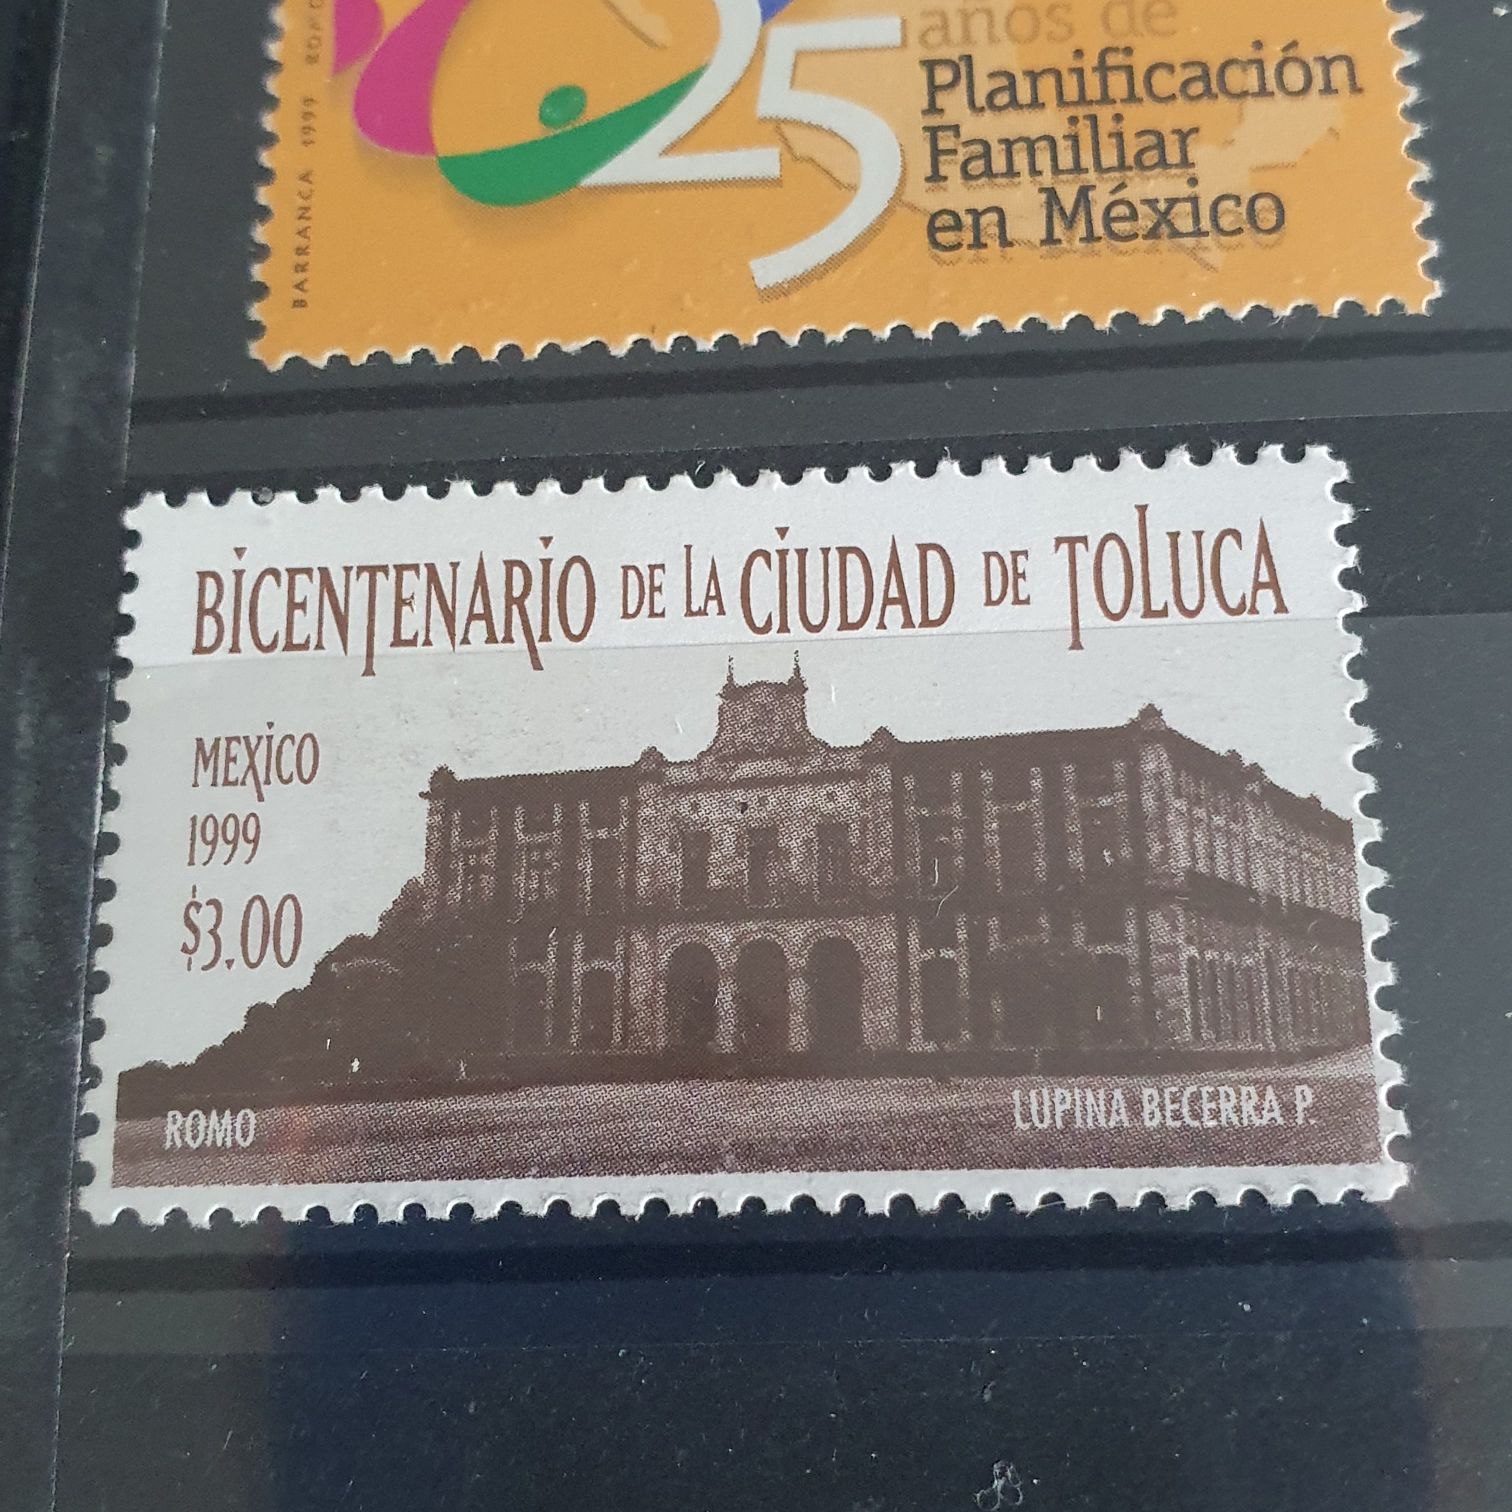 25
años de
Planificación
Familiar
en México
BARRANCA 1999
BICENTENARIO DE LA CIUDAD DE TOLUCA
MEXICO
1999
$3.00
ROMO
LUPINA BECERRA P.